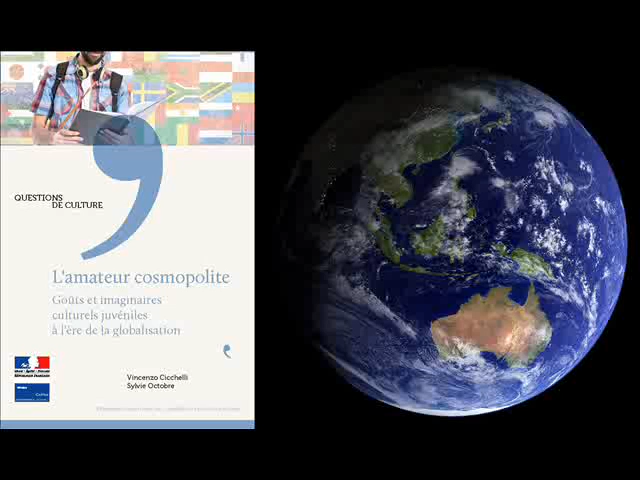 QUESTIONS
DE CULTURE
L'amateur cosmopolite
Goûts et imaginaires
culturels juvéniles
à l'ère de la globalisation
Vincenzo Cicchelli
Sylvie Octobre